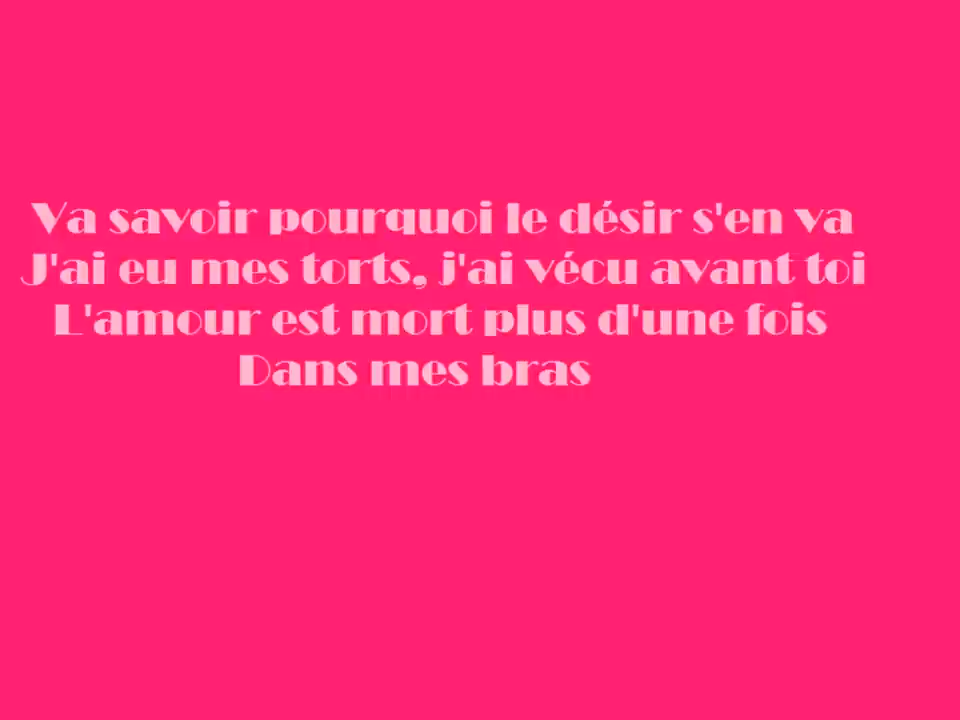 Va savoir pourquoi le désir s'en va
J'ai eu mes torts, j'ai vécu avant toi
L'amour est mort plus d'une fois
Dans mes bras